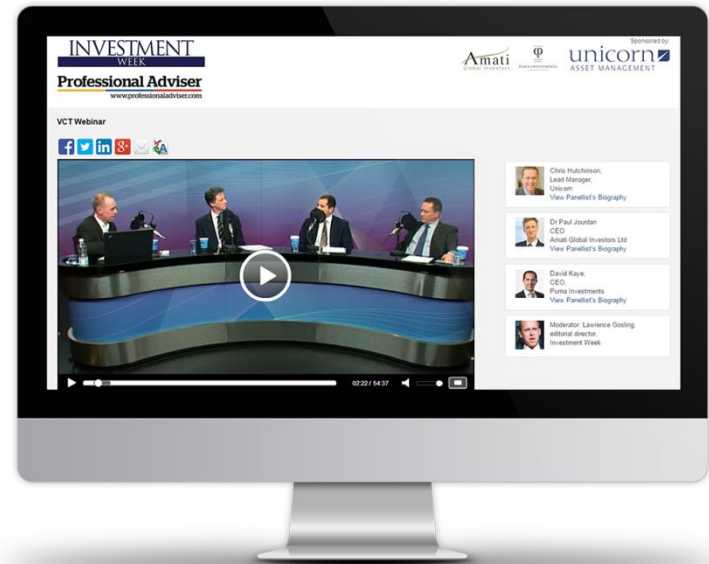 INVESTMENT
WEEK
Professional Adviser
www.professionaladviser.com
Sponsored by:
Amati
Global Investors
PUMA INVESTMENTS
unicorn
ASSET MANAGEMENT
VCT Webinar
Chris Hutchinson,
Lead Manager,
Unicorn
View Panellist's Biography
Dr Paul Jourdan
CEO
Amati Global Investors Ltd
View Panellist's Biography
David Kaye,
CEO,
Puma Investments
View Panellist's Biography
Moderator: Lawrence Gosling,
editorial director,
Investment Week
02:22 / 54:37